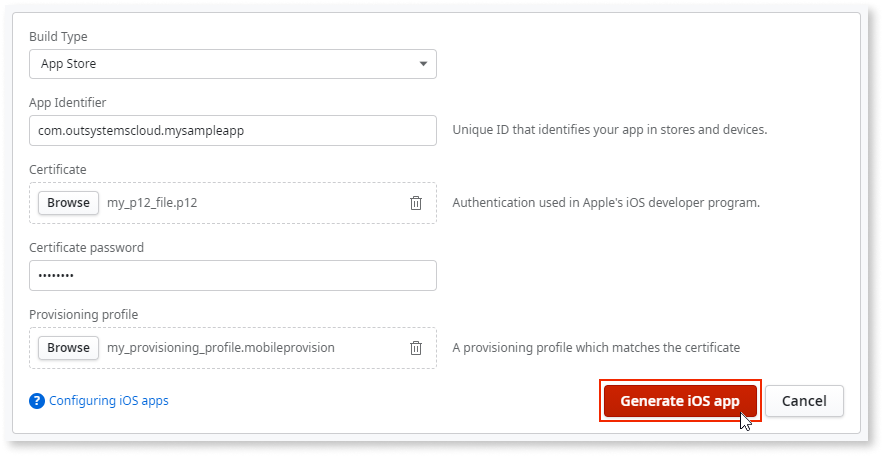 Build Type
App Store
App Identifier
com.outsystemscloud.mysampleapp
Unique ID that identifies your app in stores and devices.
Certificate
Browse my_p12_file.p12
Authentication used in Apple's iOS developer program.
Certificate password
••••••••
Provisioning profile
Browse my_provisioning_profile.mobileprovision
A provisioning profile which matches the certificate
? Configuring iOS apps
Generate iOS app
Cancel